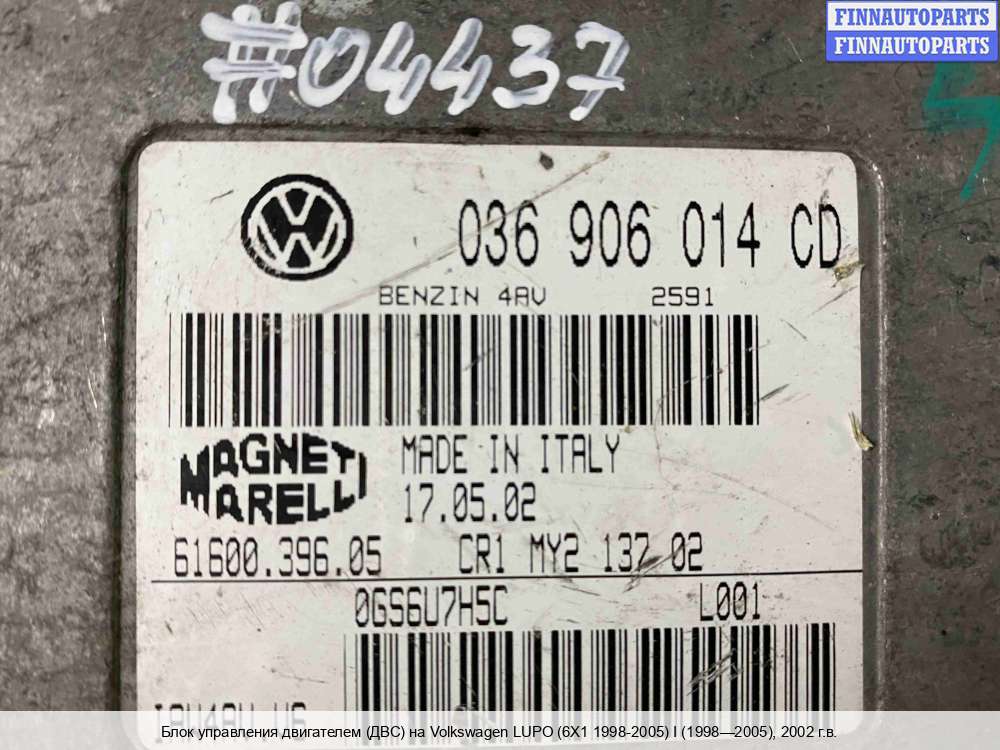 FINNAUTOPARTS
FINNAUTOPARTS
#04437
036 906 014 CD
BENZIN 4AV 2591
MAGNETI MARELLI
MADE IN ITALY
17.05.02
61600.396.05 CR1 MY2 137 02
0GS6U7H5C L001
IAW4AV.V6
Блок управления двигателем (ДВС) на Volkswagen LUPO (6X1 1998-2005) I (1998—2005), 2002 г.в.